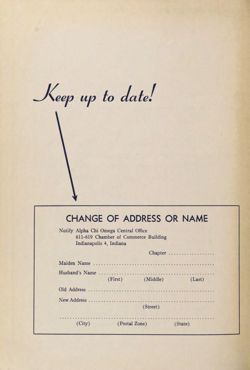 Keep up to date!
CHANGE OF ADDRESS OR NAME
Notify Alpha Chi Omega Central Office
611-619 Chamber of Commerce Building
Indianapolis 4, Indiana
Chapter ..................
Maiden Name ..................................................
Husband's Name ...............................................
(First) (Middle) (Last)
Old Address ..................................................
New Address ..................................................
(Street)
..............................................................
(City) (Postal Zone) (State)